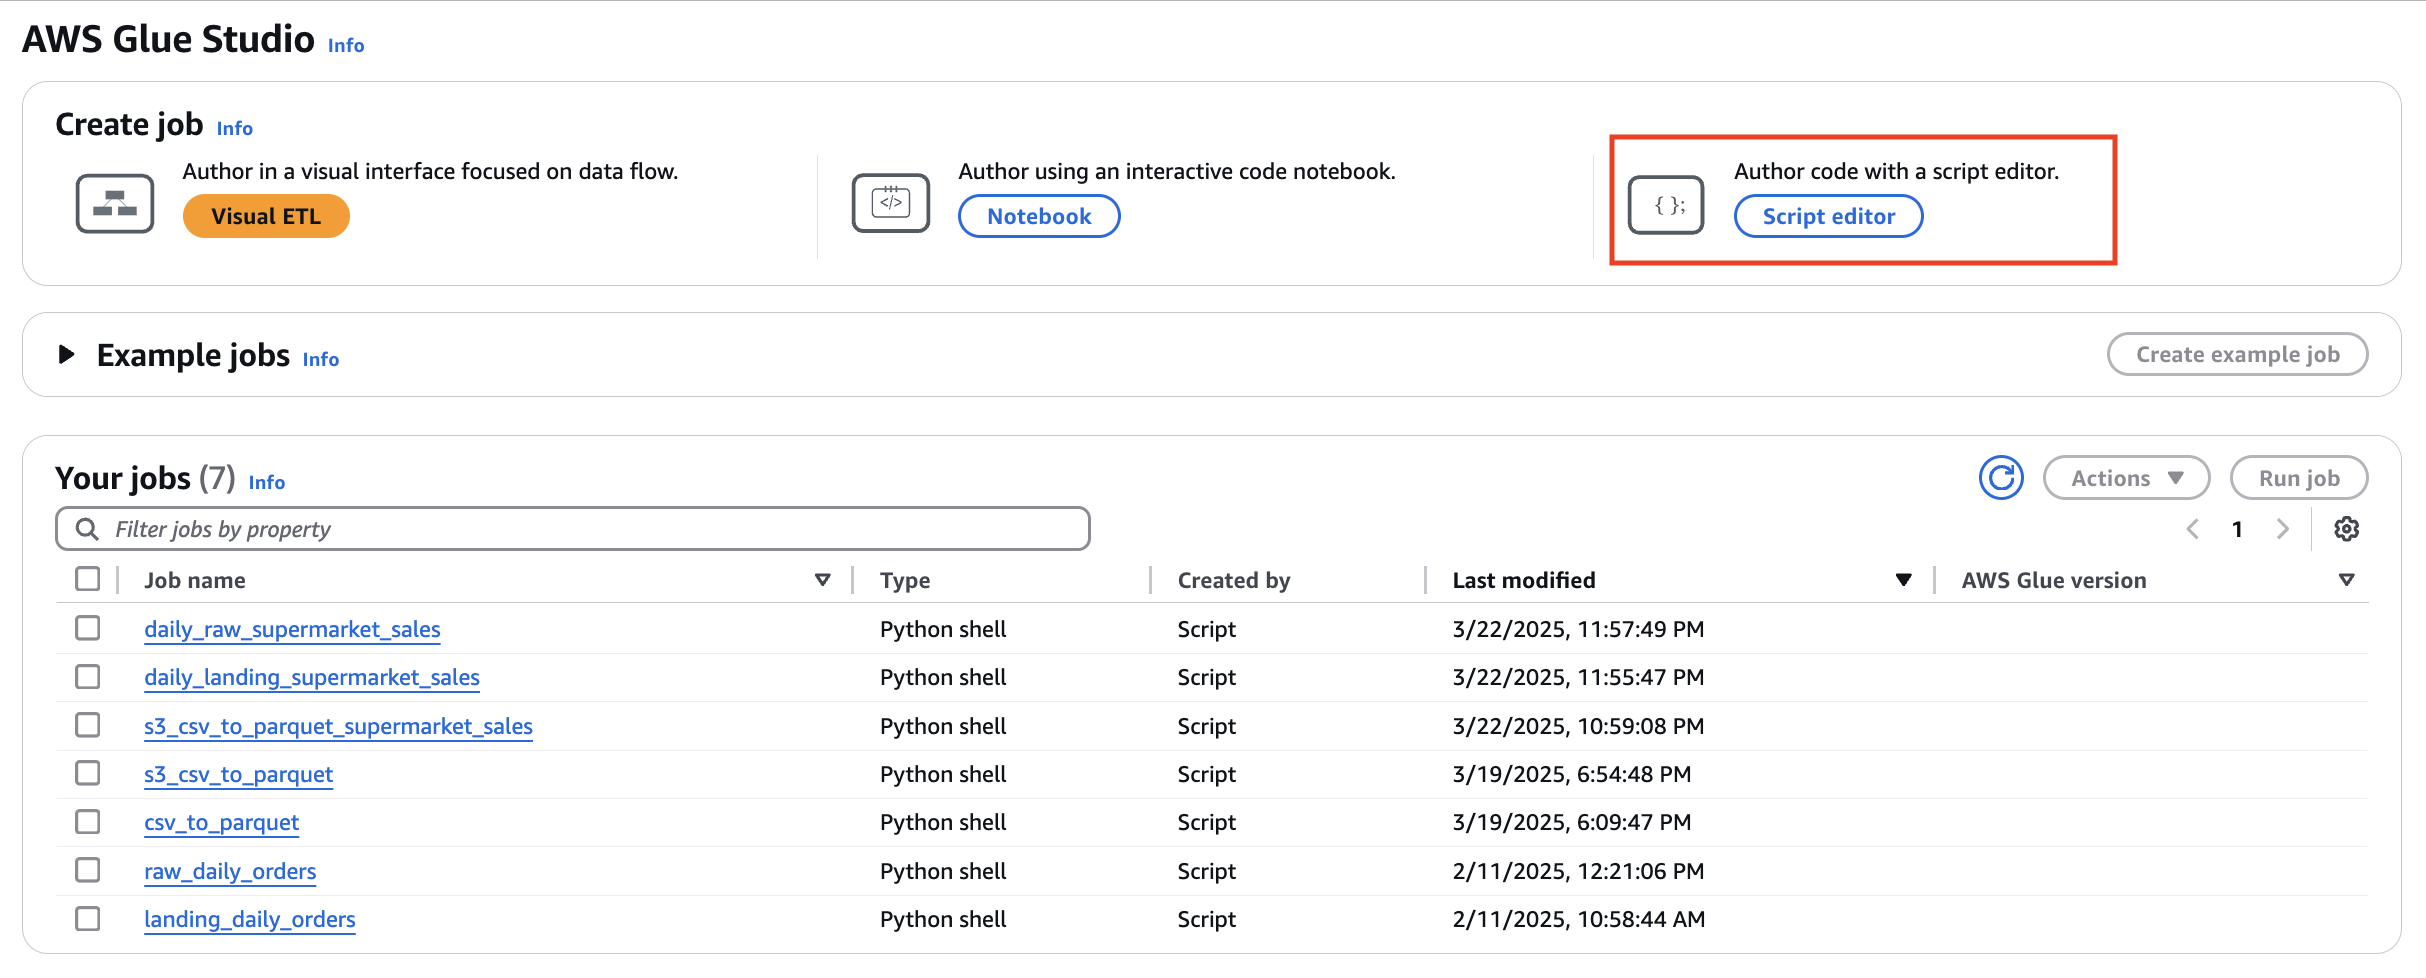 AWS Glue Studio Info
Create job Info
Author in a visual interface focused on data flow.
Visual ETL
</>
Author using an interactive code notebook.
Notebook
{ };
Author code with a script editor.
Script editor
Example jobs Info
Create example job
Your jobs (7) Info
Actions
Run job
Filter jobs by property
1
Job name Type Created by Last modified AWS Glue version
daily_raw_supermarket_sales Python shell Script 3/22/2025, 11:57:49 PM
daily_landing_supermarket_sales Python shell Script 3/22/2025, 11:55:47 PM
s3_csv_to_parquet_supermarket_sales Python shell Script 3/22/2025, 10:59:08 PM
s3_csv_to_parquet Python shell Script 3/19/2025, 6:54:48 PM
csv_to_parquet Python shell Script 3/19/2025, 6:09:47 PM
raw_daily_orders Python shell Script 2/11/2025, 12:21:06 PM
landing_daily_orders Python shell Script 2/11/2025, 10:58:44 AM